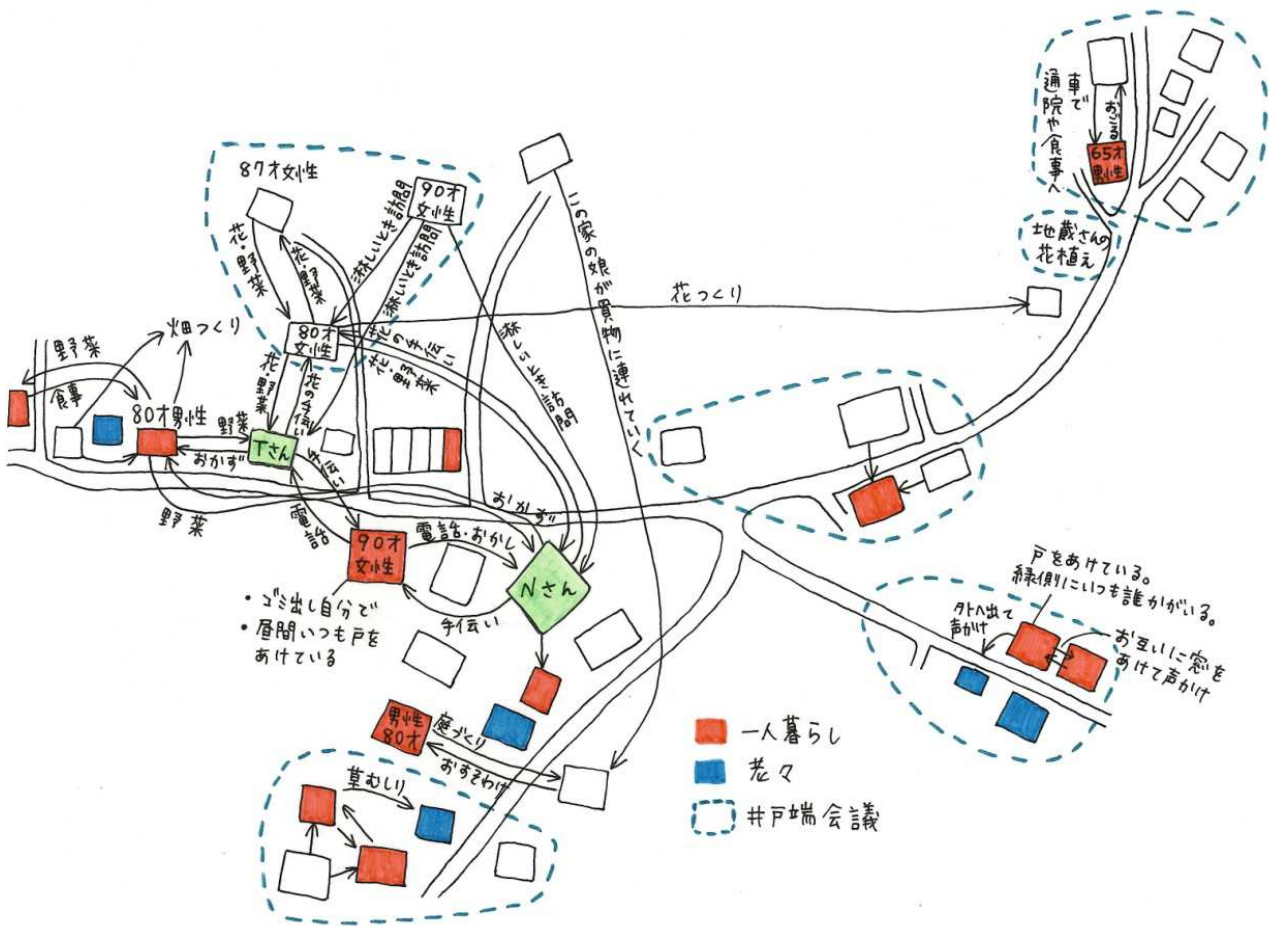 87才女性
90才
女性
花・野菜
花・野菜
淋しいとき訪問
淋しいとき訪問
淋しいとき訪問
この家の娘が買物に連れていく
車で
通院や食事へ
おごる
65才
男性
地蔵さんの
花植え
花つくり
80才
女性
花の手伝い
花・野菜
花・野菜
花の手伝い
畑つくり
野菜
食事
80才男性
野菜
おかず
Tさん
手伝い
野菜
電話
おかず
90才
女性
電話・おかし
Nさん
手伝い
・ゴミ出し自分で
・昼間いつも戸を
あけている
戸をあけている。
縁側にいつも誰かがいる。
外へ出て
声がけ
お互いに窓を
あけて声かけ
男性
80才
庭づくり
おすそわけ
草むしり
一人暮らし
老々
井戸端会議